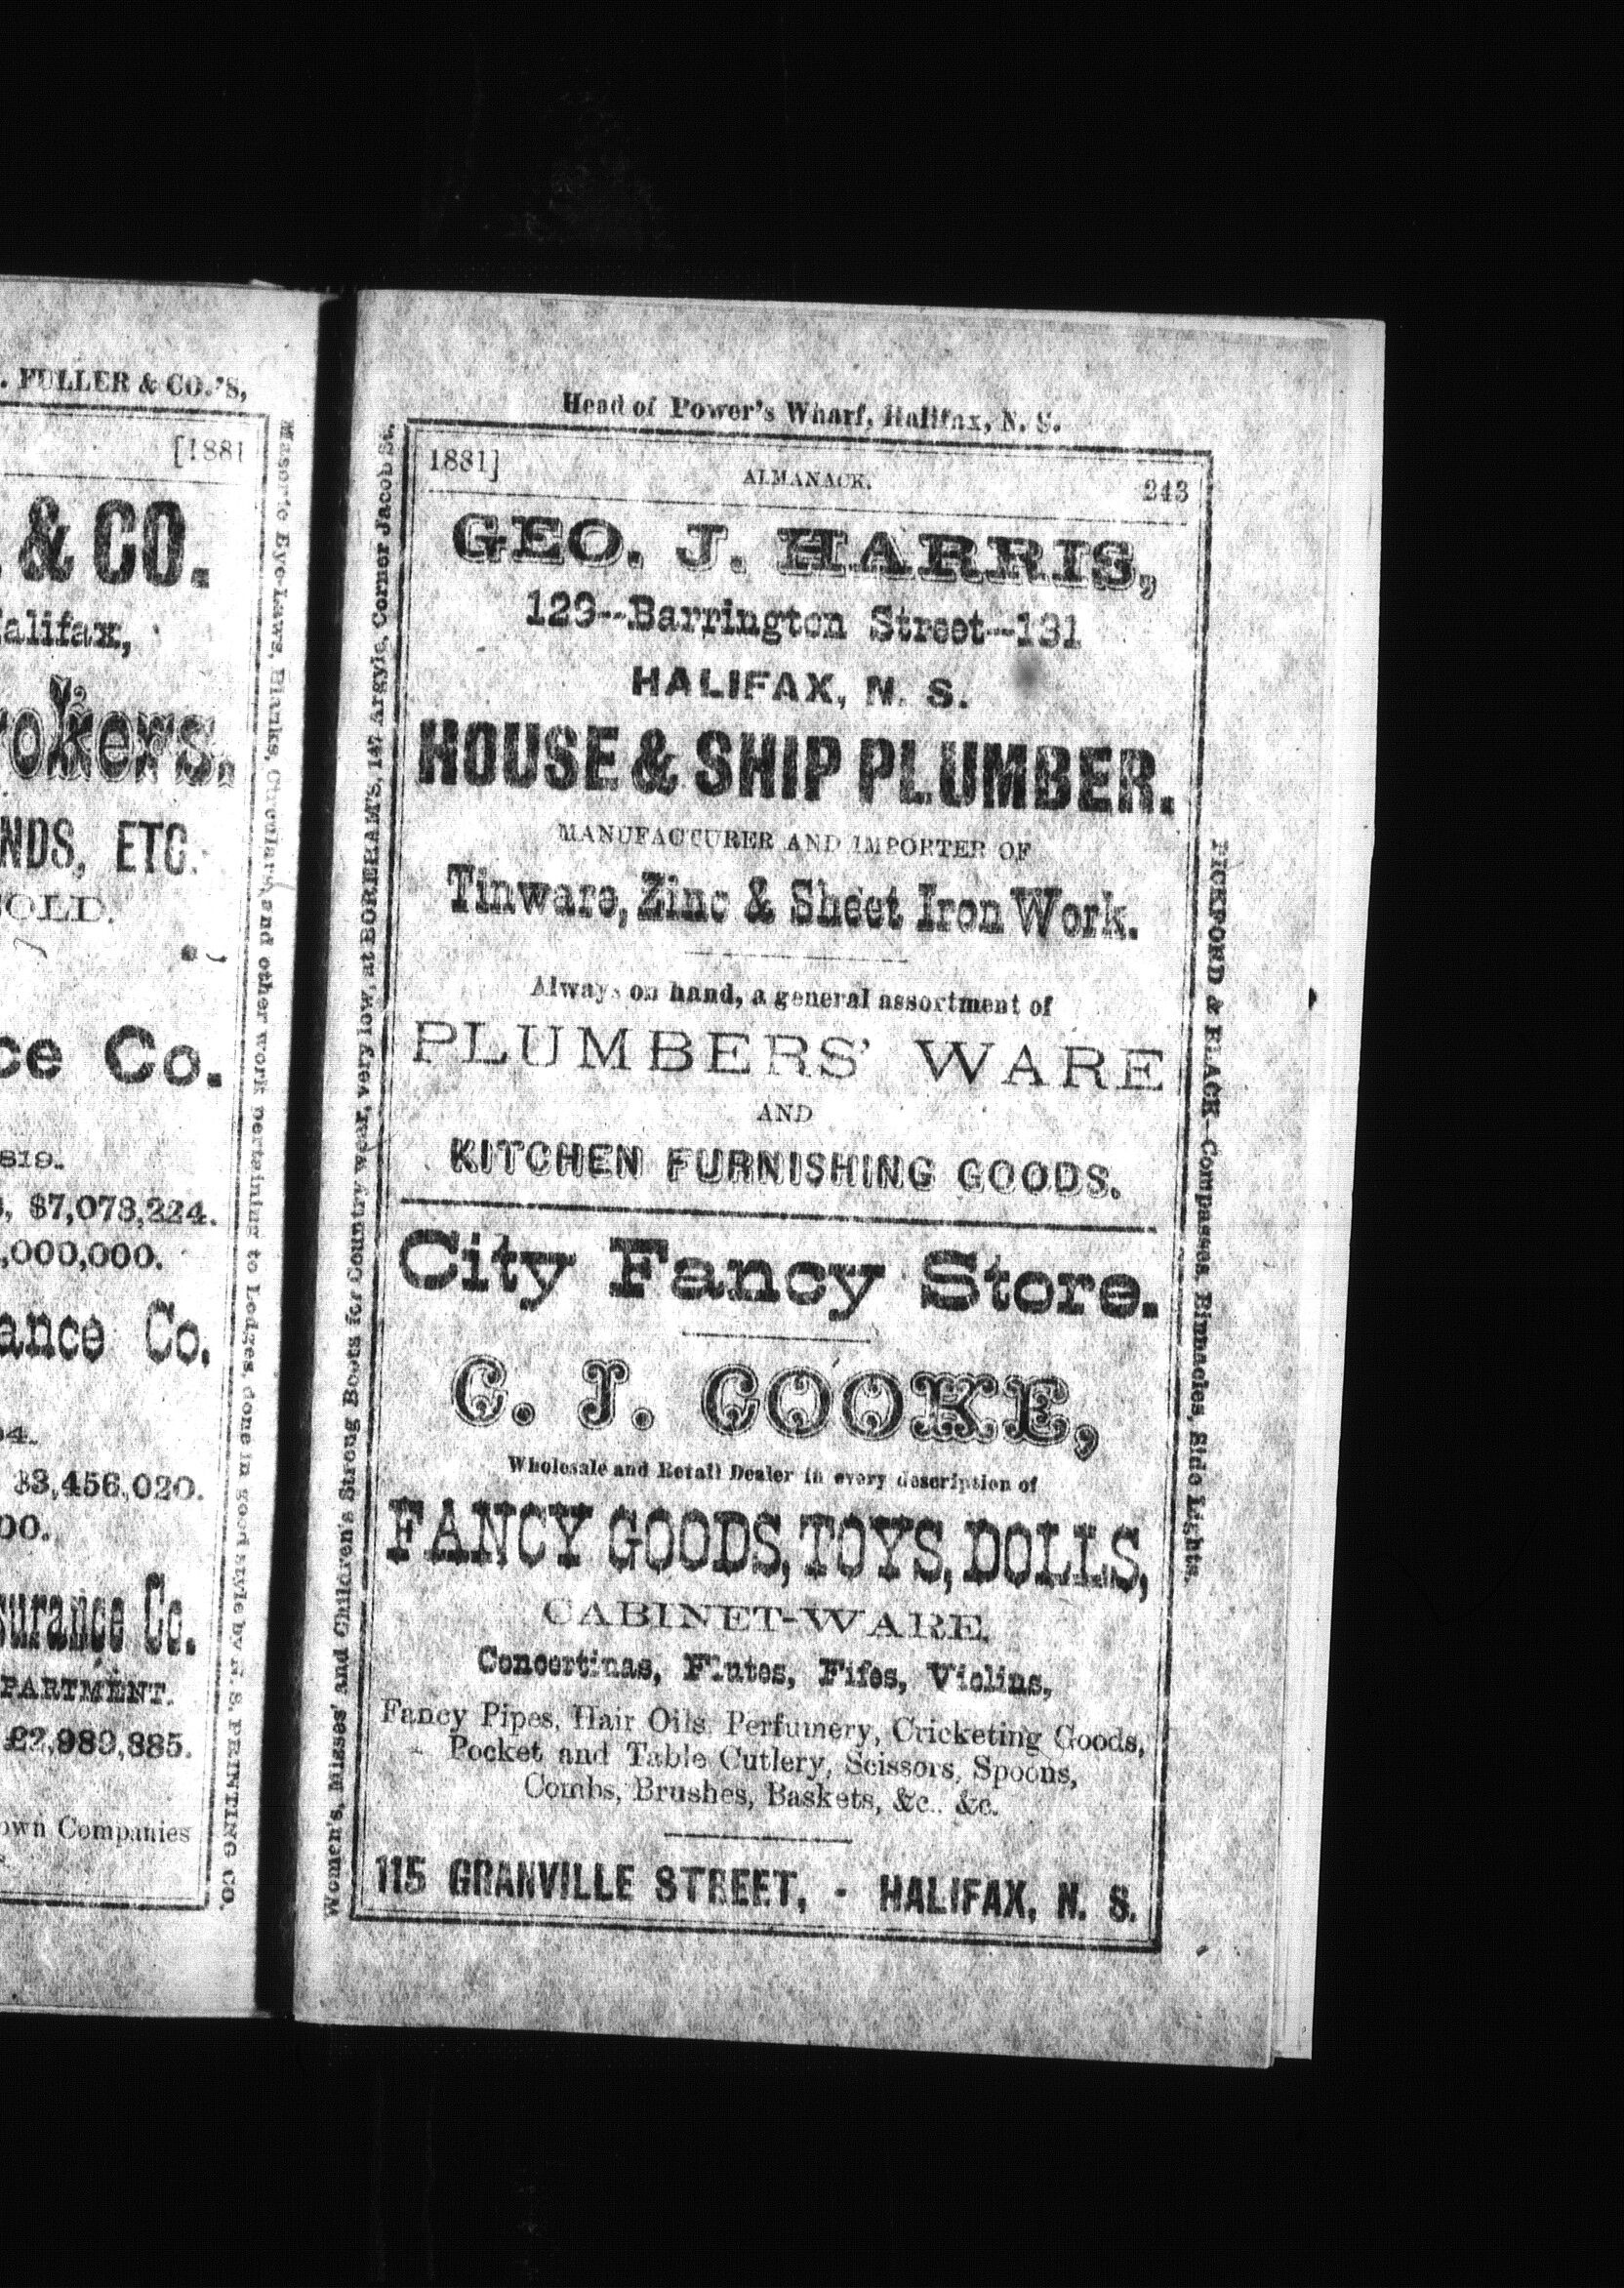 . FULLER & CO.'S,
[1881
& CO.
alifax,
rokers.
NDS, ETC.
OLD.
ce Co.
819.
$7,078,224.
,000,000.
ance Co.
94.
$3,456,020.
00.
surance Co.
PARTMENT.
£2,980,885.
own Companies
Masonic Bye-Laws, Blanks, Circulars, and other work pertaining to Lodges, done in good style by N. S. PRINTING CO.
Women's, Misses' and Children's Strong Boots for Country wear, very low, at BOREHAM'S, 147 Argyle, Corner Jacob St.
Head of Power's Wharf, Halifax, N. S.
1881] ALMANACK. 243
GEO. J. HARRIS,
129--Barrington Street--131
HALIFAX, N. S.
HOUSE & SHIP PLUMBER.
MANUFACTURER AND IMPORTER OF
Tinware, Zinc & Sheet Iron Work.
Always on hand, a general assortment of
PLUMBERS' WARE
AND
KITCHEN FURNISHING GOODS.
City Fancy Store.
C. J. COOKE,
Wholesale and Retail Dealer in every description of
FANCY GOODS, TOYS, DOLLS,
CABINET-WARE.
Concertinas, Flutes, Fifes, Violins,
Fancy Pipes, Hair Oils, Perfumery, Cricketing Goods,
Pocket and Table Cutlery, Scissors, Spoons,
Combs, Brushes, Baskets, &c., &c.
115 GRANVILLE STREET, - HALIFAX, N. S.
PICKFORD & BLACK—Compasses, Binnacles, Side Lights.